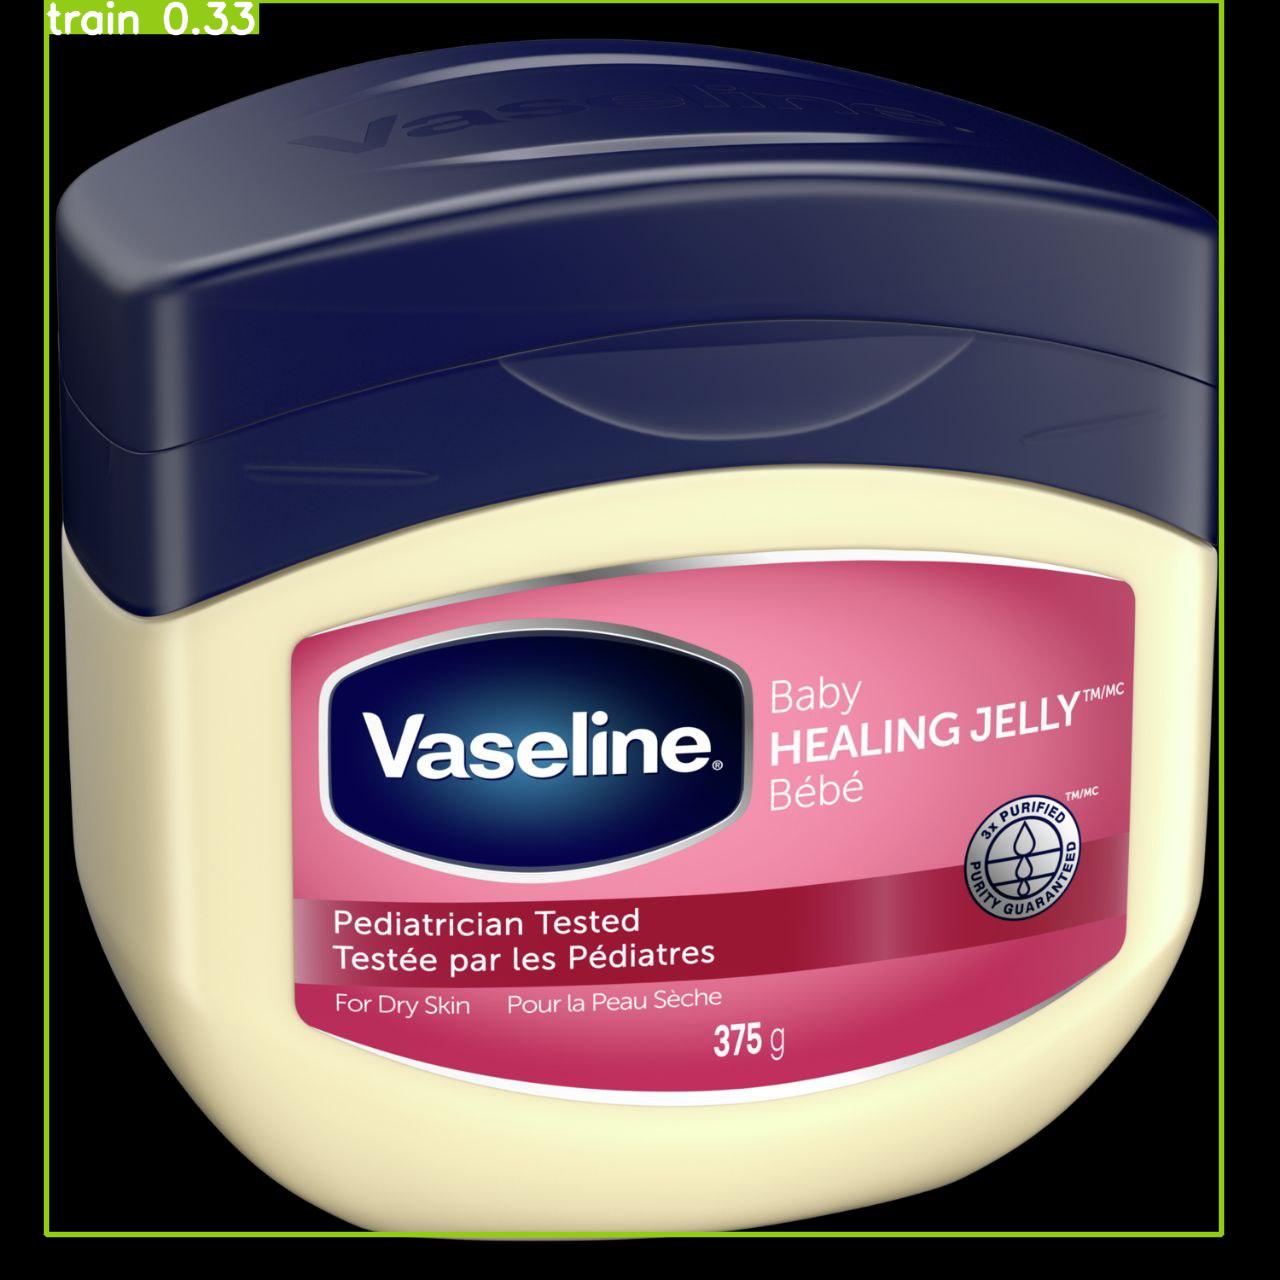 train 0.33
Vaseline.
Vaseline.®
Baby
HEALING JELLY™/MC
Bébé
TM/MC
3x PURIFIED
PURITY GUARANTEED
Pediatrician Tested
Testée par les Pédiatres
For Dry Skin Pour la Peau Sèche
375 g